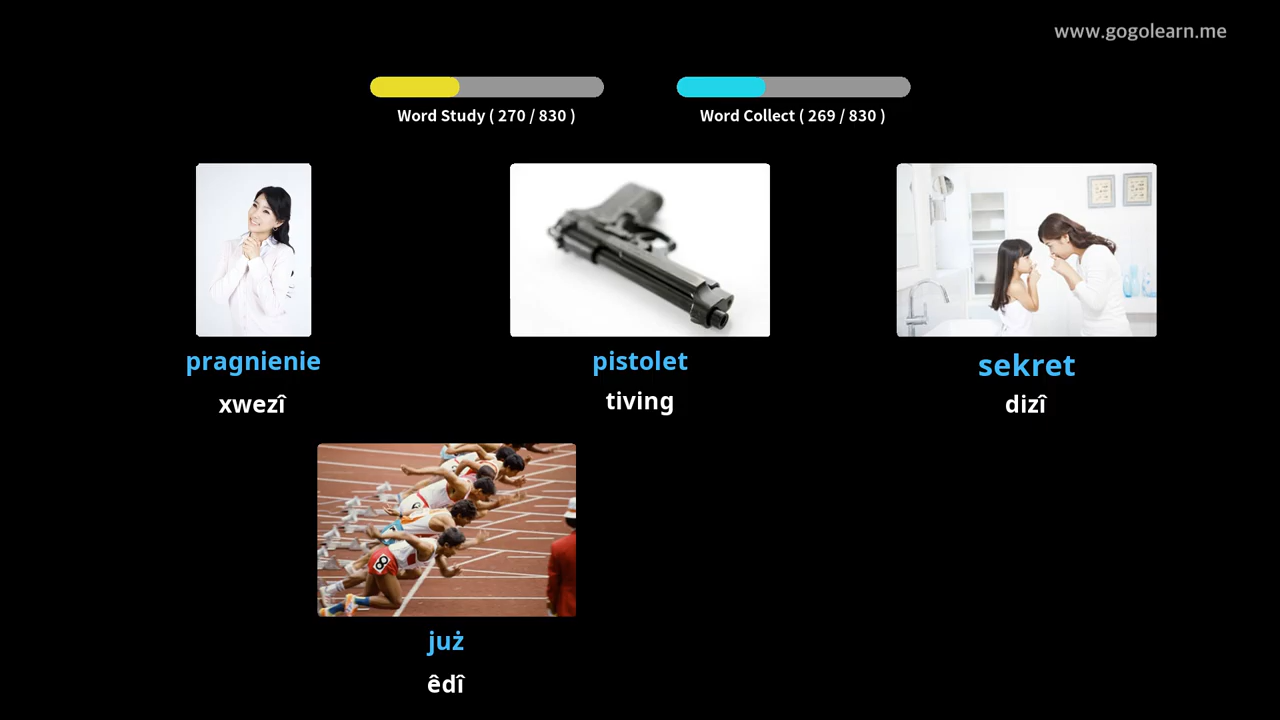 www.gogolearn.me
Word Study ( 270 / 830 )
Word Collect ( 269 / 830 )
pragnienie
xwezî
pistolet
tiving
sekret
dizî
8
już
êdî